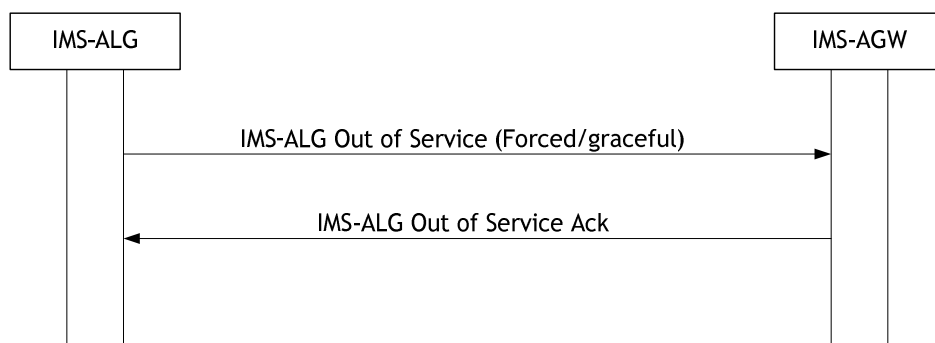 IMS-ALG
IMS-AGW
IMS-ALG Out of Service (Forced/graceful)
IMS-ALG Out of Service Ack